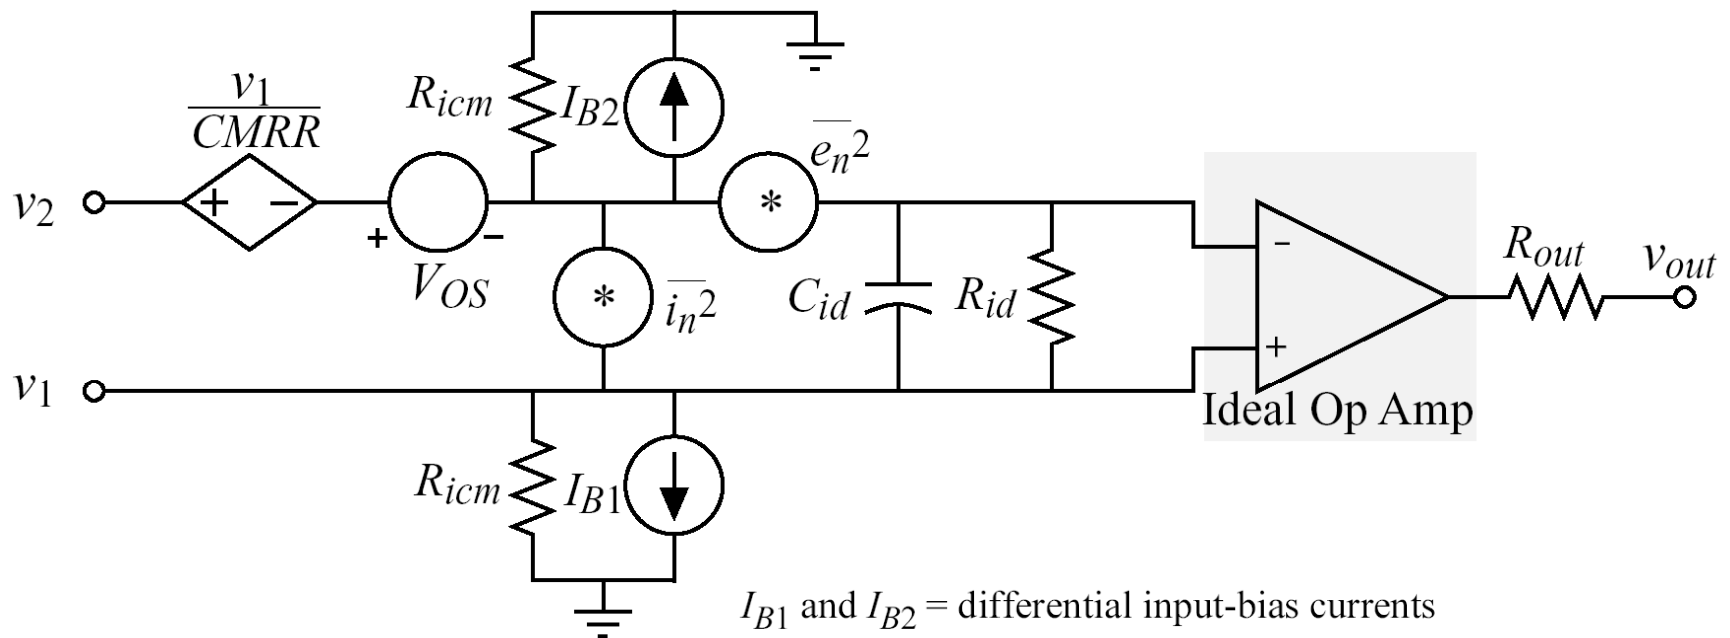 v1
CMRR
Ricm
IB2
en2
v2
+ −
+ −
VOS
*
*
in2
Cid
Rid
−
+
Rout
vout
v1
Ideal Op Amp
Ricm
IB1
IB1 and IB2 = differential input-bias currents